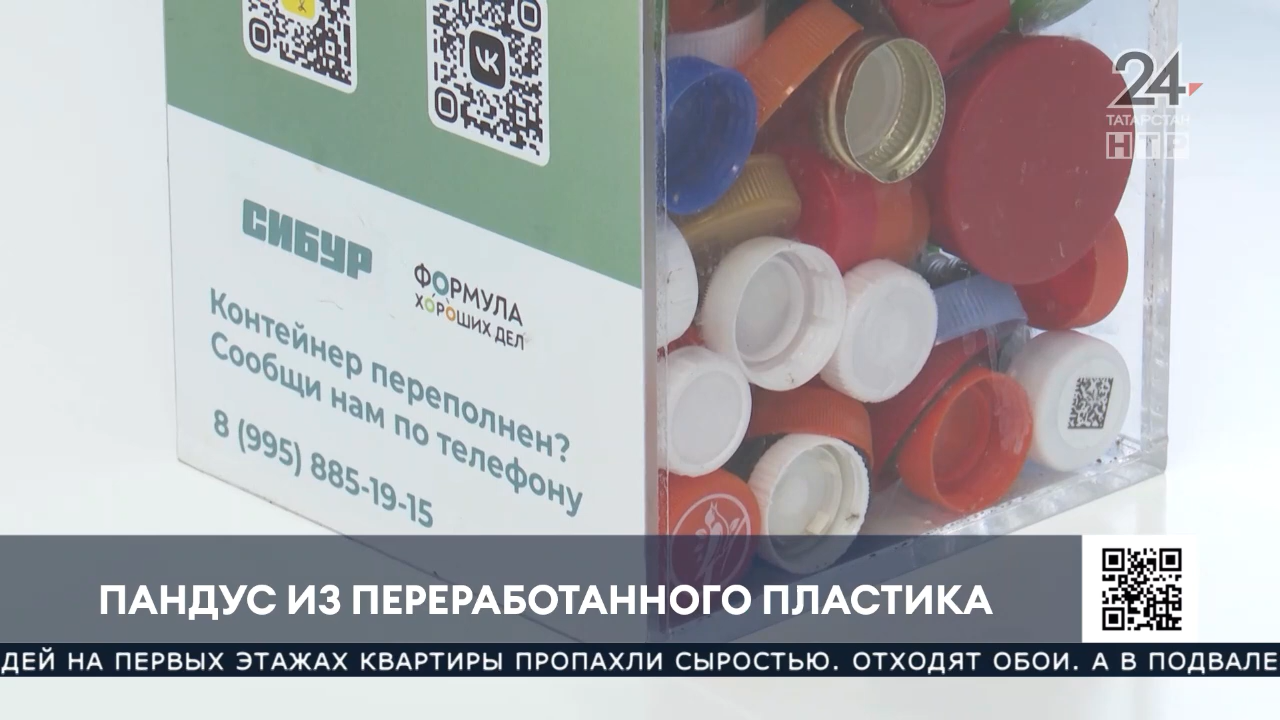 24
ТАТАРСТАН
НТР
СИБУР
ФОРМУЛА
ХОРОШИХ ДЕЛ
Контейнер переполнен?
Сообщи нам по телефону
8 (995) 885-19-15
ПАНДУС ИЗ ПЕРЕРАБОТАННОГО ПЛАСТИКА
ДЕЙ НА ПЕРВЫХ ЭТАЖАХ КВАРТИРЫ ПРОПАХЛИ СЫРОСТЬЮ. ОТХОДЯТ ОБОИ. А В ПОДВАЛЕ